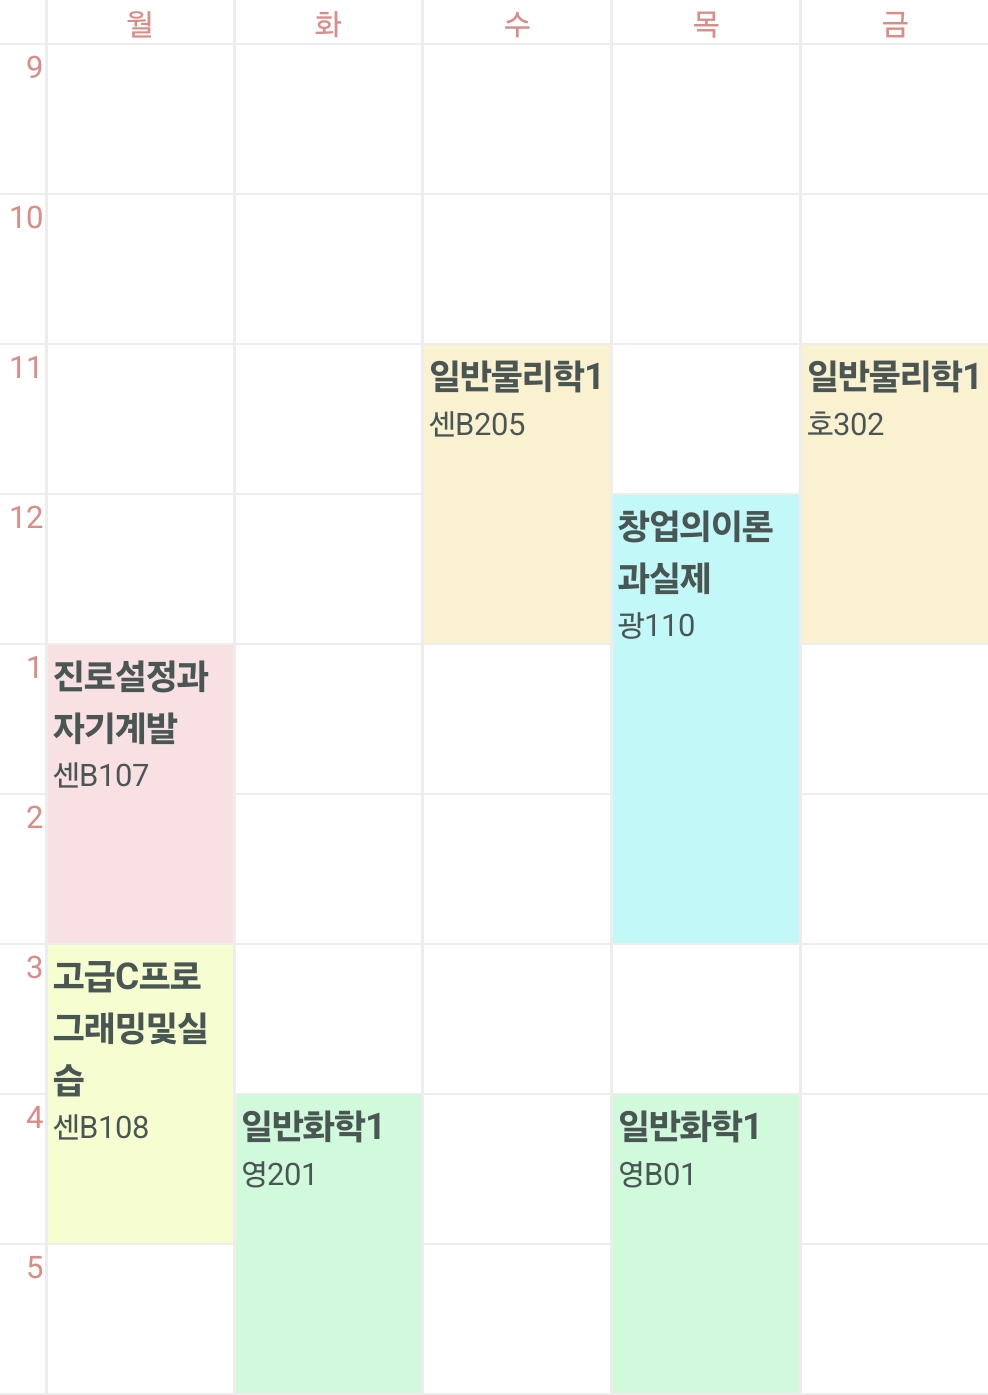 월 화 수 목 금
9
10
11
일반물리학1
센B205
일반물리학1
호302
12
창업의이론
과실제
광110
1
진로설정과
자기계발
센B107
2
3
고급C프로
그래밍및실
습
센B108
4
일반화학1
영201
일반화학1
영B01
5